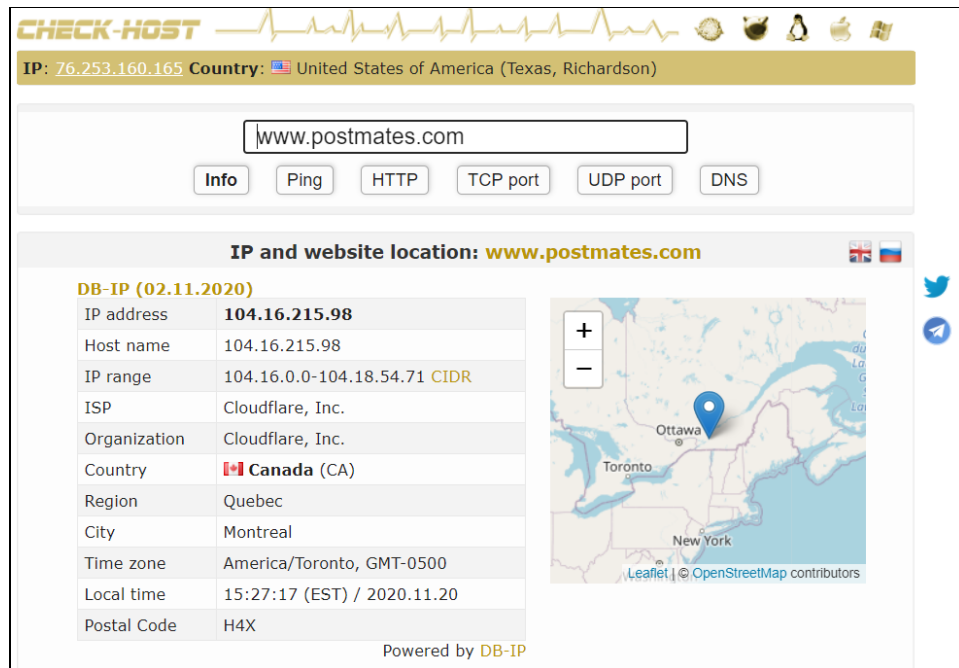 CHECK-HOST
IP: 76.253.160.165 Country: United States of America (Texas, Richardson)
www.postmates.com
Info Ping HTTP TCP port UDP port DNS
IP and website location: www.postmates.com
DB-IP (02.11.2020)
IP address 104.16.215.98
Host name 104.16.215.98
IP range 104.16.0.0-104.18.54.71 CIDR
ISP Cloudflare, Inc.
Organization Cloudflare, Inc.
Country Canada (CA)
Region Quebec
City Montreal
Time zone America/Toronto, GMT-0500
Local time 15:27:17 (EST) / 2020.11.20
Postal Code H4X
Powered by DB-IP
+
−
Ottawa
Toronto
New York
Leaflet | © OpenStreetMap contributors